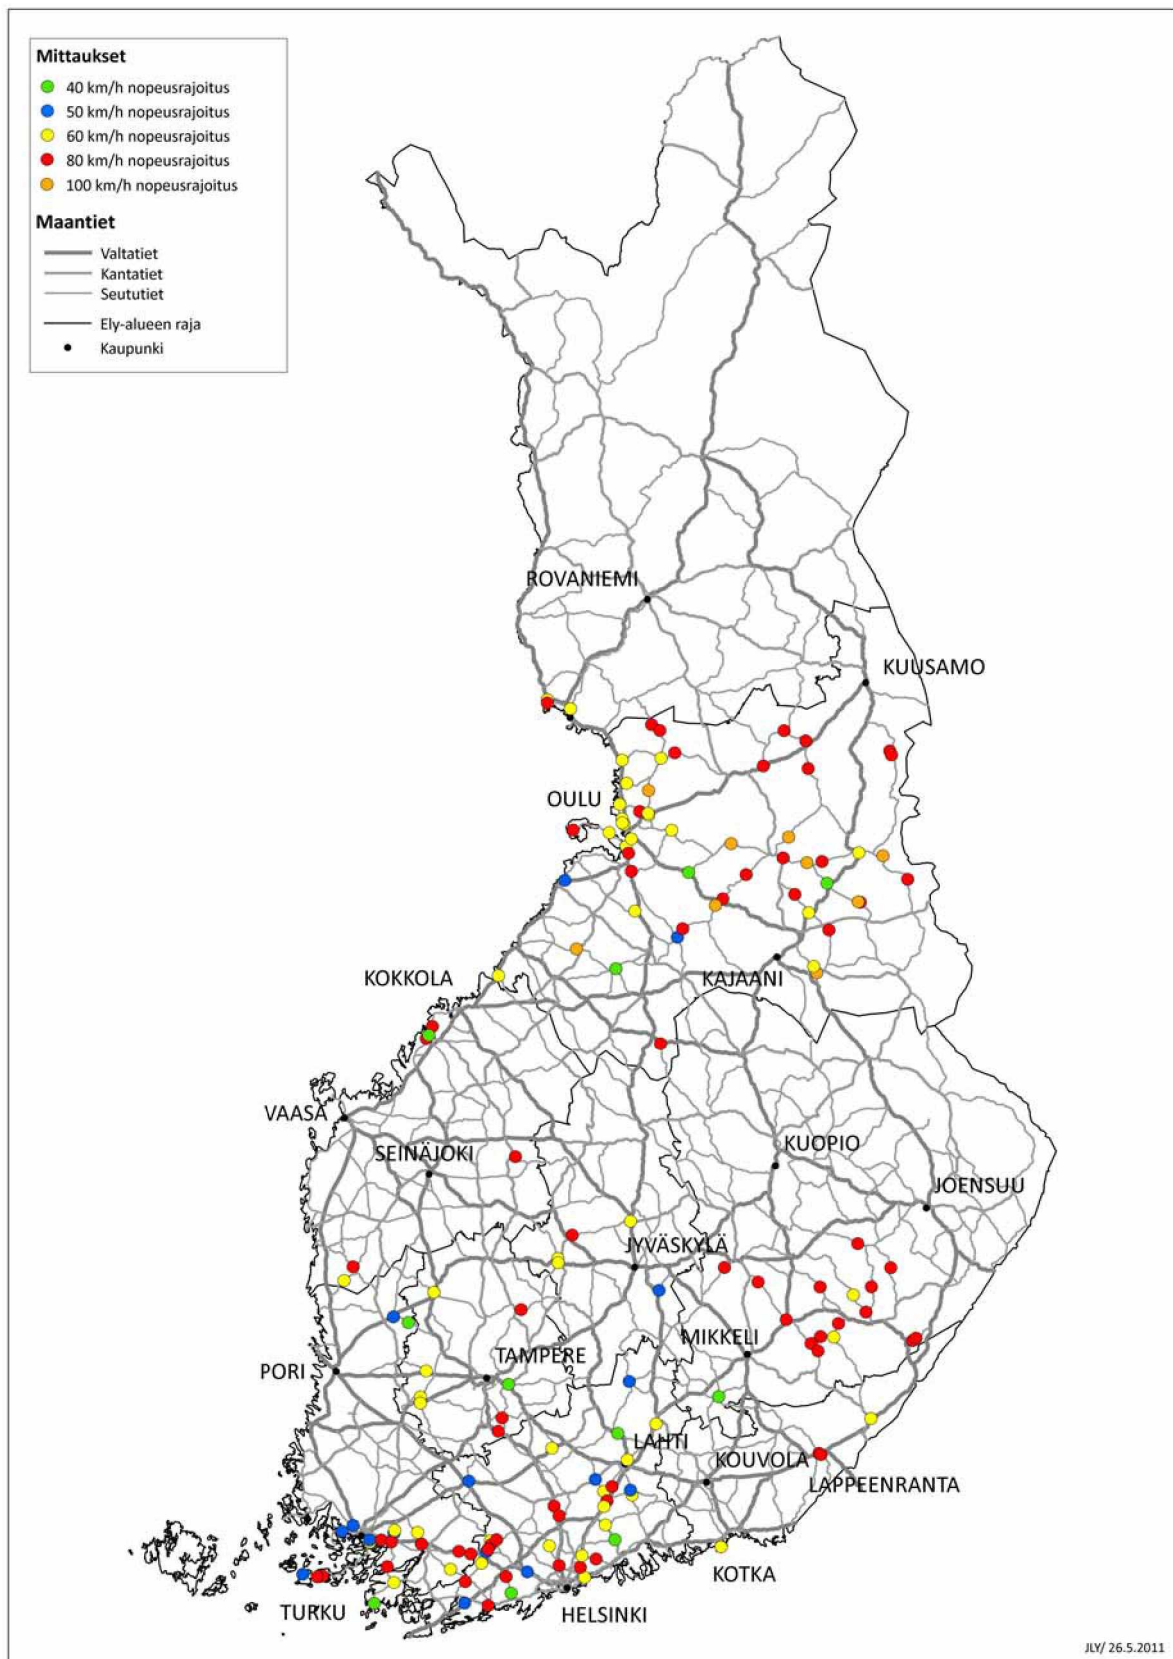 Mittaukset
40 km/h nopeusrajoitus
50 km/h nopeusrajoitus
60 km/h nopeusrajoitus
80 km/h nopeusrajoitus
100 km/h nopeusrajoitus
Maantiet
Valtatiet
Kantatiet
Seututiet
Ely-alueen raja
Kaupunki
ROVANIEMI
KUUSAMO
OULU
KOKKOLA
KAJAANI
VAASA
SEINÄJOKI
KUOPIO
JOENSUU
JYVÄSKYLÄ
MIKKELI
PORI
TAMPERE
LAHTI
KOUVOLA
LAPPEENRANTA
KOTKA
TURKU
HELSINKI
JLY/ 26.5.2011